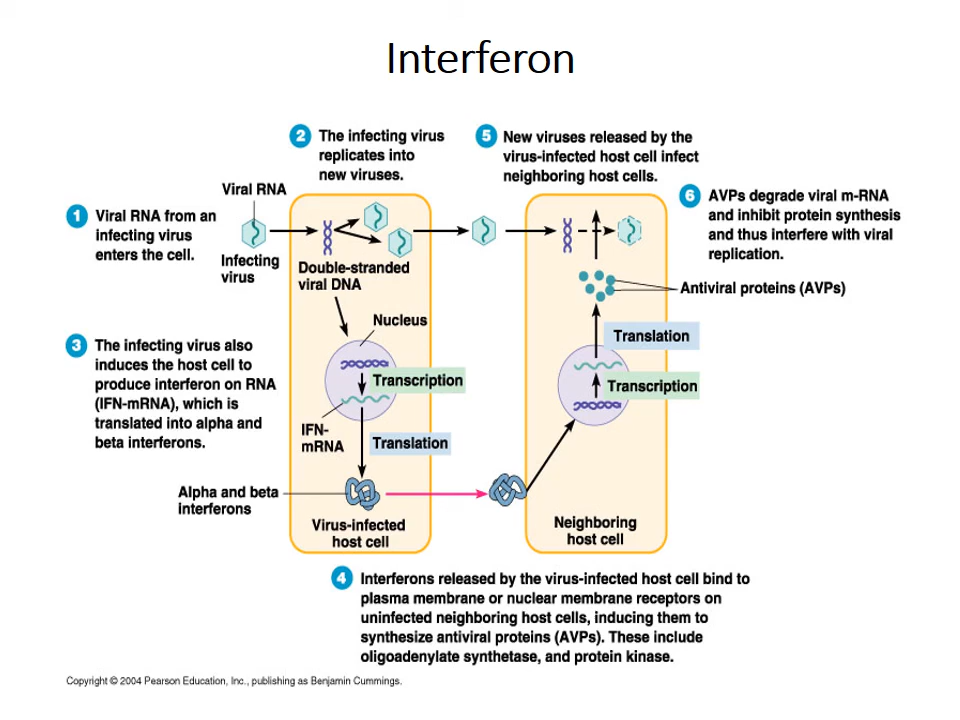 Interferon
1 Viral RNA from an
infecting virus
enters the cell.
Viral RNA
Infecting
virus
2 The infecting virus
replicates into
new viruses.
Double-stranded
viral DNA
3 The infecting virus also
induces the host cell to
produce interferon on RNA
(IFN-mRNA), which is
translated into alpha and
beta interferons.
Nucleus
Transcription
IFN-
mRNA
Translation
Alpha and beta
interferons
Virus-infected
host cell
4 Interferons released by the virus-infected host cell bind to
plasma membrane or nuclear membrane receptors on
uninfected neighboring host cells, inducing them to
synthesize antiviral proteins (AVPs). These include
oligoadenylate synthetase, and protein kinase.
5 New viruses released by the
virus-infected host cell infect
neighboring host cells.
6 AVPs degrade viral m-RNA
and inhibit protein synthesis
and thus interfere with viral
replication.
Antiviral proteins (AVPs)
Translation
Transcription
Neighboring
host cell
Copyright © 2004 Pearson Education, Inc., publishing as Benjamin Cummings.